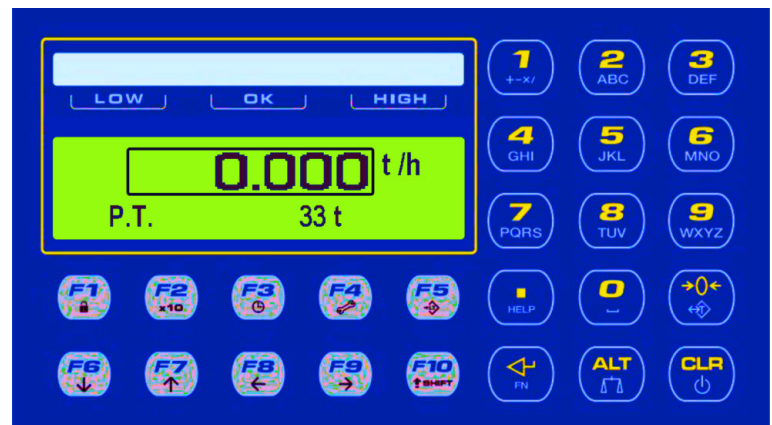 LOW OK HIGH
0.000 t /h
P.T. 33 t
1 2 3
+-×/ ABC DEF
4 5 6
GHI JKL MNO
7 8 9
PQRS TUV WXYZ
F1 F2 F3 F4 F5
x10
. 0 →0←
HELP T
F6 F7 F8 F9 F10
SHIFT
ALT CLR
FN